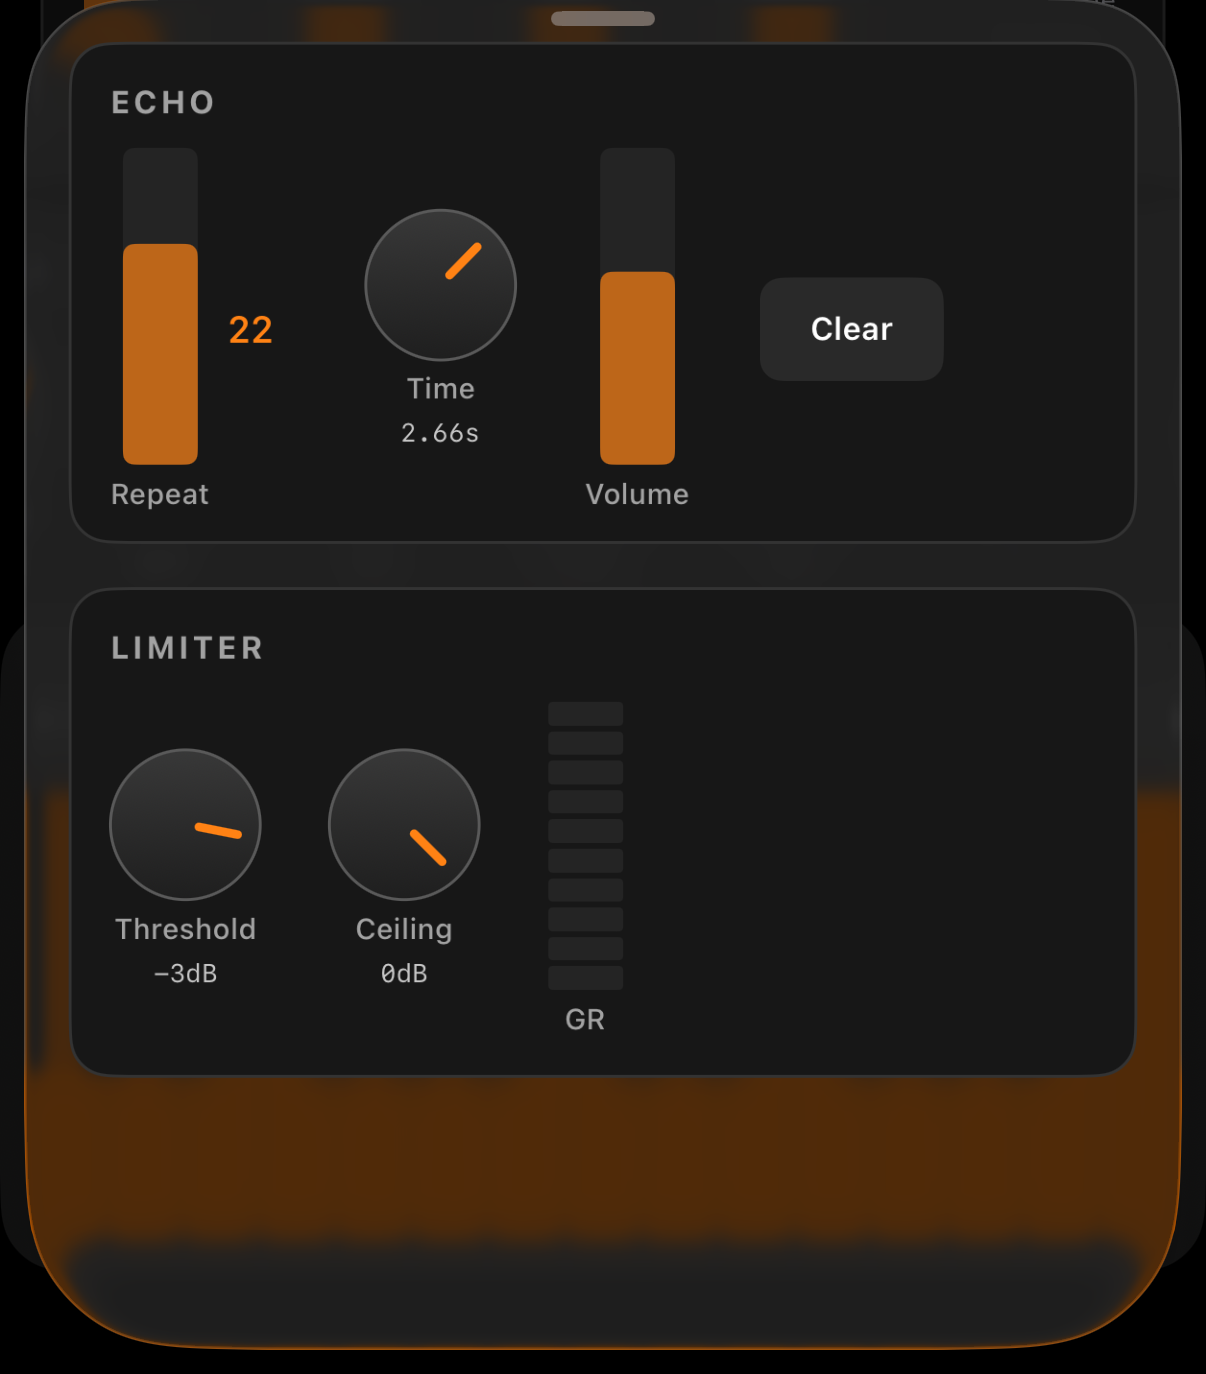 ECHO
22
Time
2.66s
Clear
Repeat
Volume
LIMITER
Threshold
−3dB
Ceiling
0dB
GR